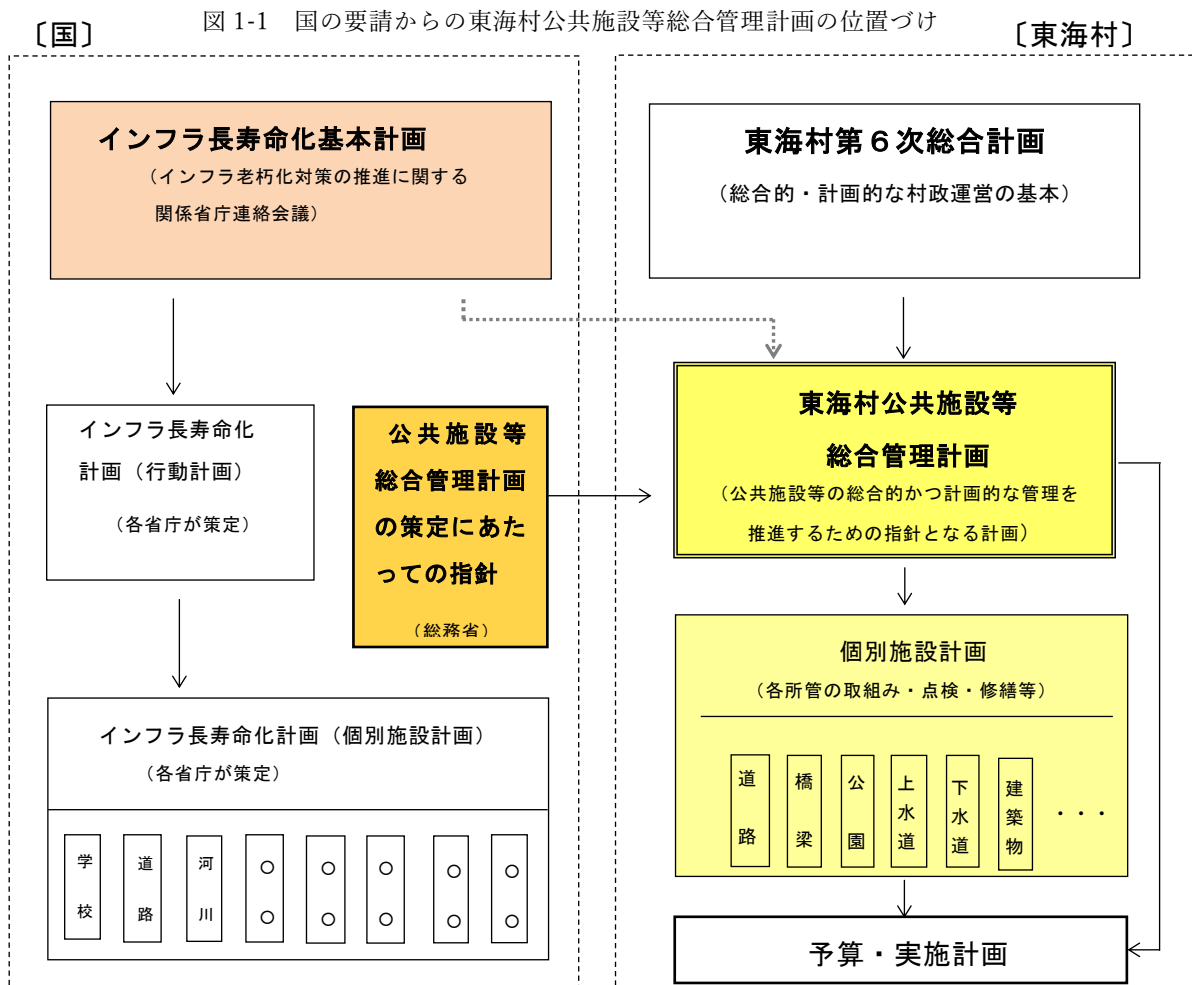 図 1-1　国の要請からの東海村公共施設等総合管理計画の位置づけ
〔国〕
〔東海村〕
インフラ長寿命化基本計画
（インフラ老朽化対策の推進に関する
関係省庁連絡会議）
インフラ長寿命化
計画（行動計画）
（各省庁が策定）
公共施設等
総合管理計画
の策定にあた
っての指針
（総務省）
インフラ長寿命化計画（個別施設計画）
（各省庁が策定）
学校
道路
河川
○○
○○
○○
○○
○○
東海村第６次総合計画
（総合的・計画的な村政運営の基本）
東海村公共施設等
総合管理計画
（公共施設等の総合的かつ計画的な管理を
推進するための指針となる計画）
個別施設計画
（各所管の取組み・点検・修繕等）
道路
橋梁
公園
上水道
下水道
建築物
・・・
予算・実施計画